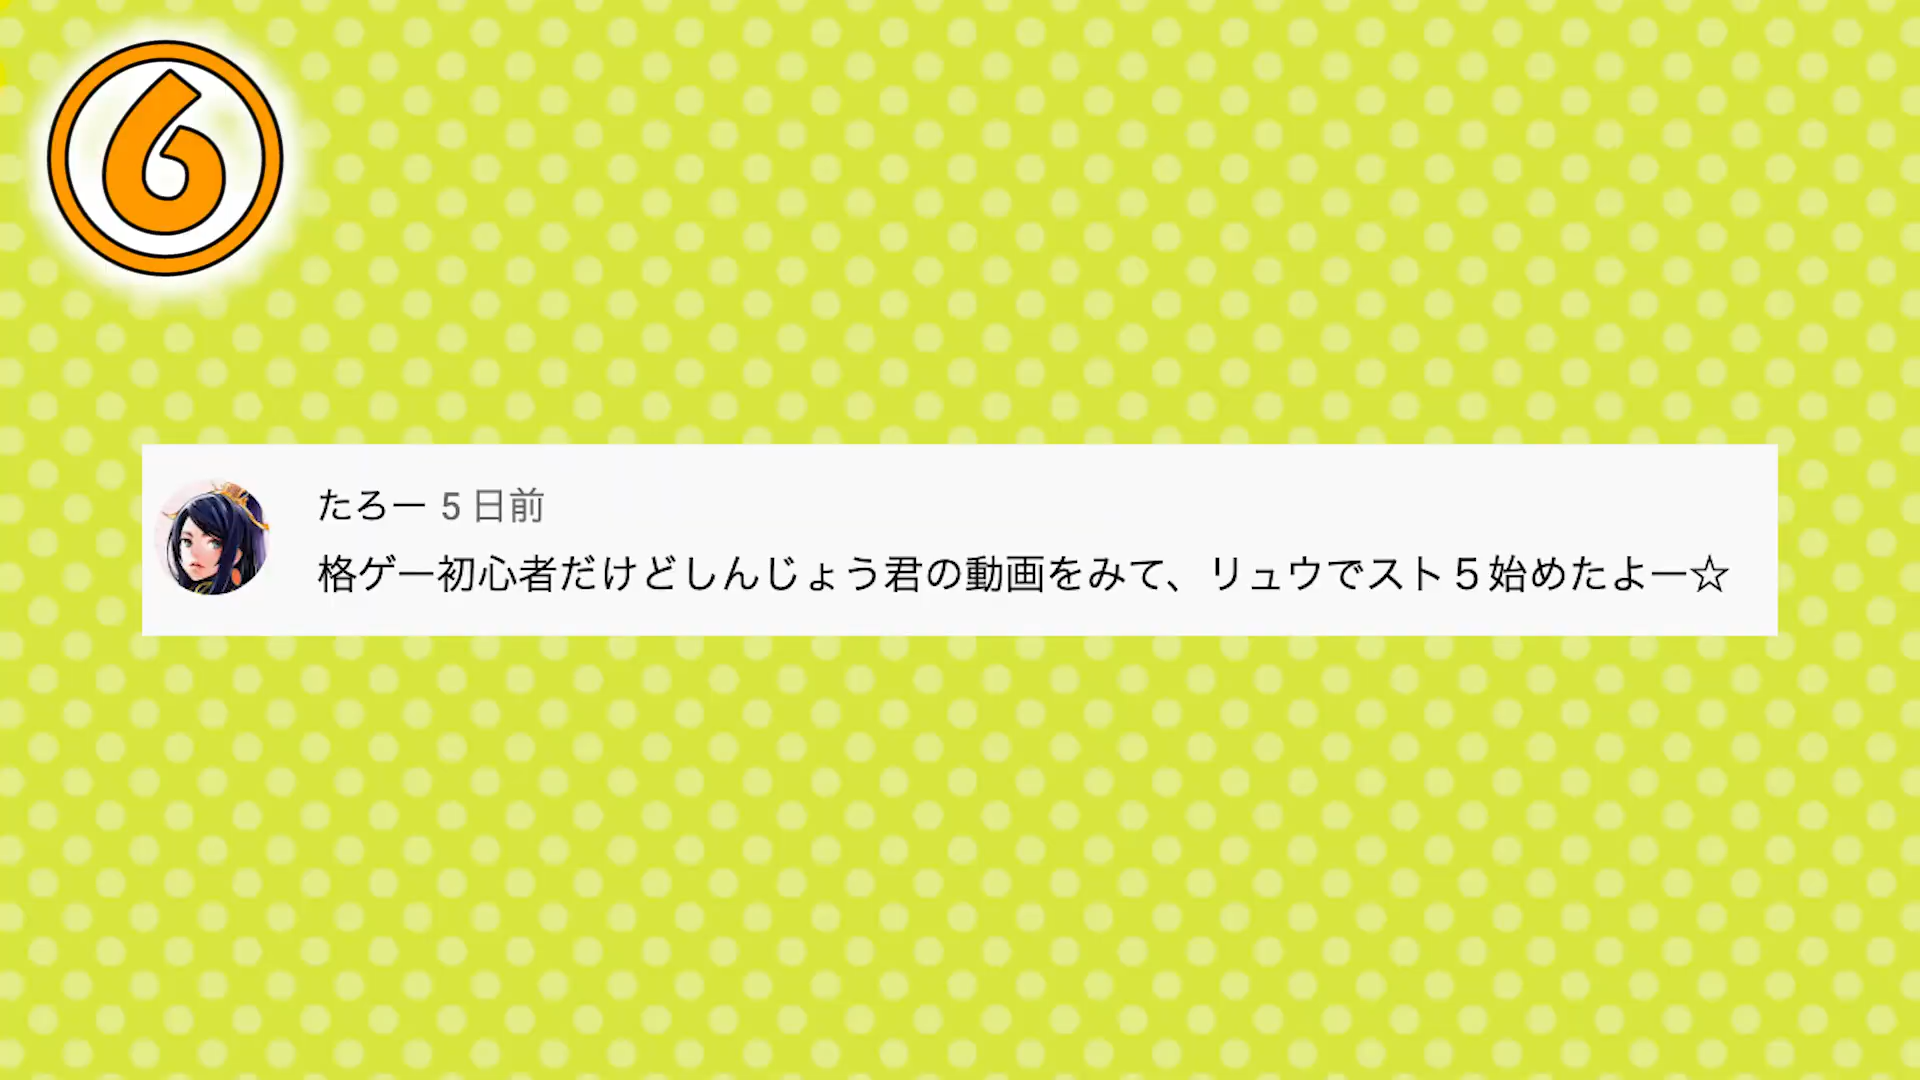 6
たろー 5 日前
格ゲー初心者だけどしんじょう君の動画をみて、リュウでスト５始めたよー☆